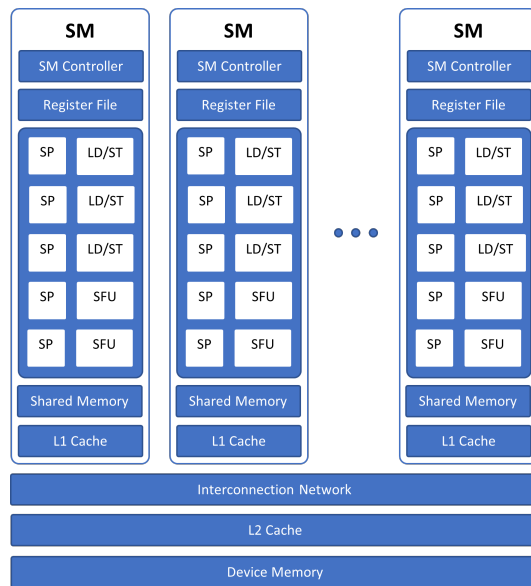 SM
SM Controller
Register File
SP LD/ST
SP LD/ST
SP LD/ST
SP SFU
SP SFU
Shared Memory
L1 Cache
SM
SM Controller
Register File
SP LD/ST
SP LD/ST
SP LD/ST
SP SFU
SP SFU
Shared Memory
L1 Cache
SM
SM Controller
Register File
SP LD/ST
SP LD/ST
SP LD/ST
SP SFU
SP SFU
Shared Memory
L1 Cache
Interconnection Network
L2 Cache
Device Memory